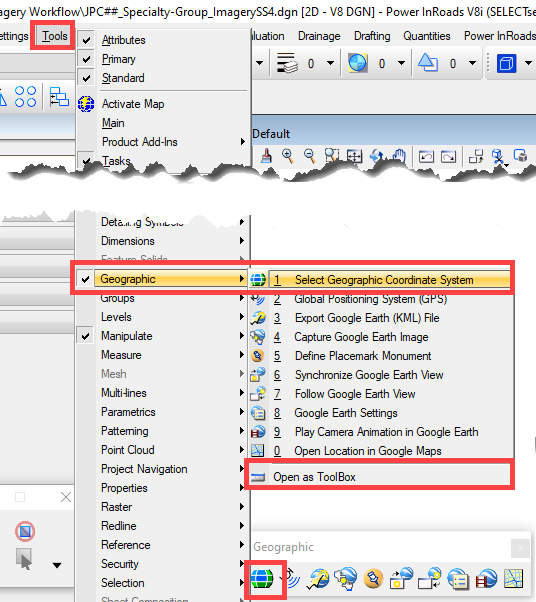 agery Workflow\JPC##_Specialty-Group_ImagerySS4.dgn [2D - V8 DGN] - Power InRoads V8i (SELECTse
ettings Tools luation Drainage Drafting Quantities Power InRoads
Attributes
Primary
Standard
0 0 0
Activate Map
Main
Product Add-Ins
Default
Tasks
Detailing Symbols
Dimensions
Feature Solids
Geographic
1 Select Geographic Coordinate System
Groups
2 Global Positioning System (GPS)
Levels
3 Export Google Earth (KML) File
Manipulate
4 Capture Google Earth Image
Measure
5 Define Placemark Monument
Mesh
6 Synchronize Google Earth View
Multi-lines
7 Follow Google Earth View
Parametrics
8 Google Earth Settings
Patterning
9 Play Camera Animation in Google Earth
Point Cloud
0 Open Location in Google Maps
Project Navigation
Open as ToolBox
Properties
Raster
Redline
Reference
Geographic
Security
Selection
Sheet Composition